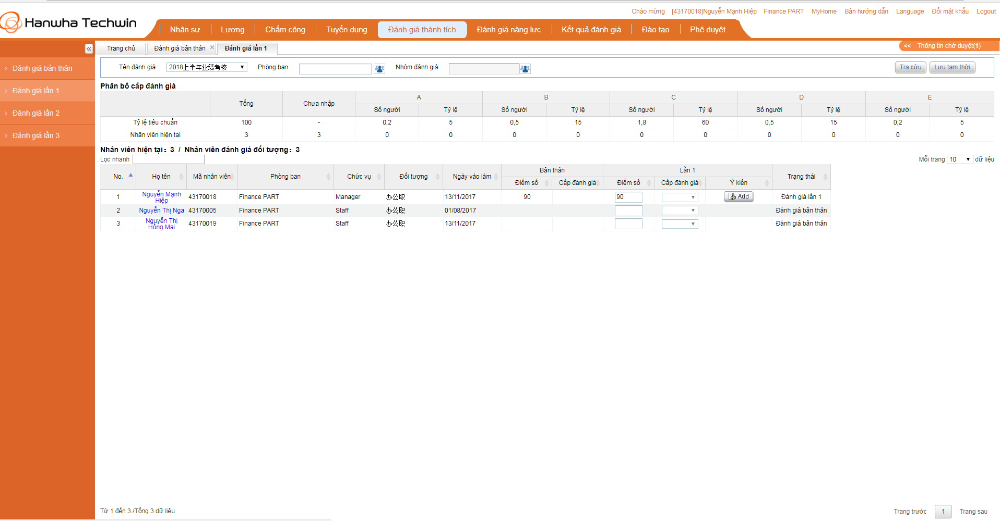 Chào mừng [43170018]Nguyễn Mạnh Hiệp Finance PART MyHome Bản hướng dẫn Language Đổi mật khẩu Logout
Hanwha Techwin
Nhân sự Lương Chấm công Tuyển dụng Đánh giá thành tích Đánh giá năng lực Kết quả đánh giá Đào tạo Phê duyệt
<< Thông tin chờ duyệt(1)
Trang chủ Đánh giá bản thân Đánh giá lần 1
Đánh giá bản thân
Đánh giá lần 1
Đánh giá lần 2
Đánh giá lần 3
Tên đánh giá 2018上半年业绩考核 Phòng ban Nhóm đánh giá Tra cứu Lưu tạm thời
Phân bố cấp đánh giá
Tổng Chưa nhập A B C D E
Số người Tỷ lệ Số người Tỷ lệ Số người Tỷ lệ Số người Tỷ lệ Số người Tỷ lệ
Tỷ lệ tiêu chuẩn 100 - 0,2 5 0,5 15 1,8 60 0,5 15 0,2 5
Nhân viên hiện tại 3 3 0 0 0 0 0 0 0 0 0 0
Nhân viên hiện tại: 3 / Nhân viên đánh giá đối tượng: 3
Lọc nhanh Mỗi trang 10 dữ liệu
No. Họ tên Mã nhân viên Phòng ban Chức vụ Đối tượng Ngày vào làm Bản thân Lần 1 Trạng thái
Điểm số Cấp đánh giá Điểm số Cấp đánh giá Ý kiến
1 Nguyễn Mạnh Hiệp 43170018 Finance PART Manager 办公职 13/11/2017 90 90 Add Đánh giá lần 1
2 Nguyễn Thị Nga 43170005 Finance PART Staff 办公职 01/08/2017 Đánh giá bản thân
3 Nguyễn Thị Hồng Mai 43170019 Finance PART Staff 办公职 13/11/2017 Đánh giá bản thân
Từ 1 đến 3 /Tổng 3 dữ liệu
Trang trước 1 Trang sau